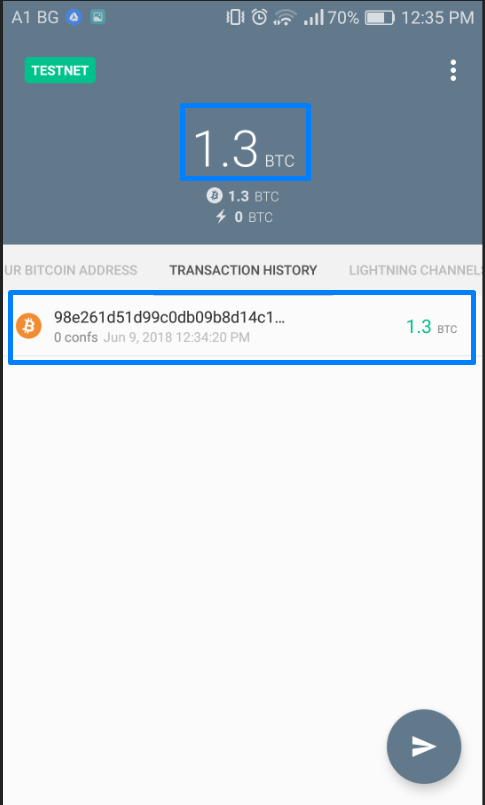 A1 BG 70% 12:35 PM
TESTNET
1.3 BTC
1.3 BTC
0 BTC
UR BITCOIN ADDRESS TRANSACTION HISTORY LIGHTNING CHANNELS
98e261d51d99c0db09b8d14c1... 1.3 BTC
0 confs Jun 9, 2018 12:34:20 PM